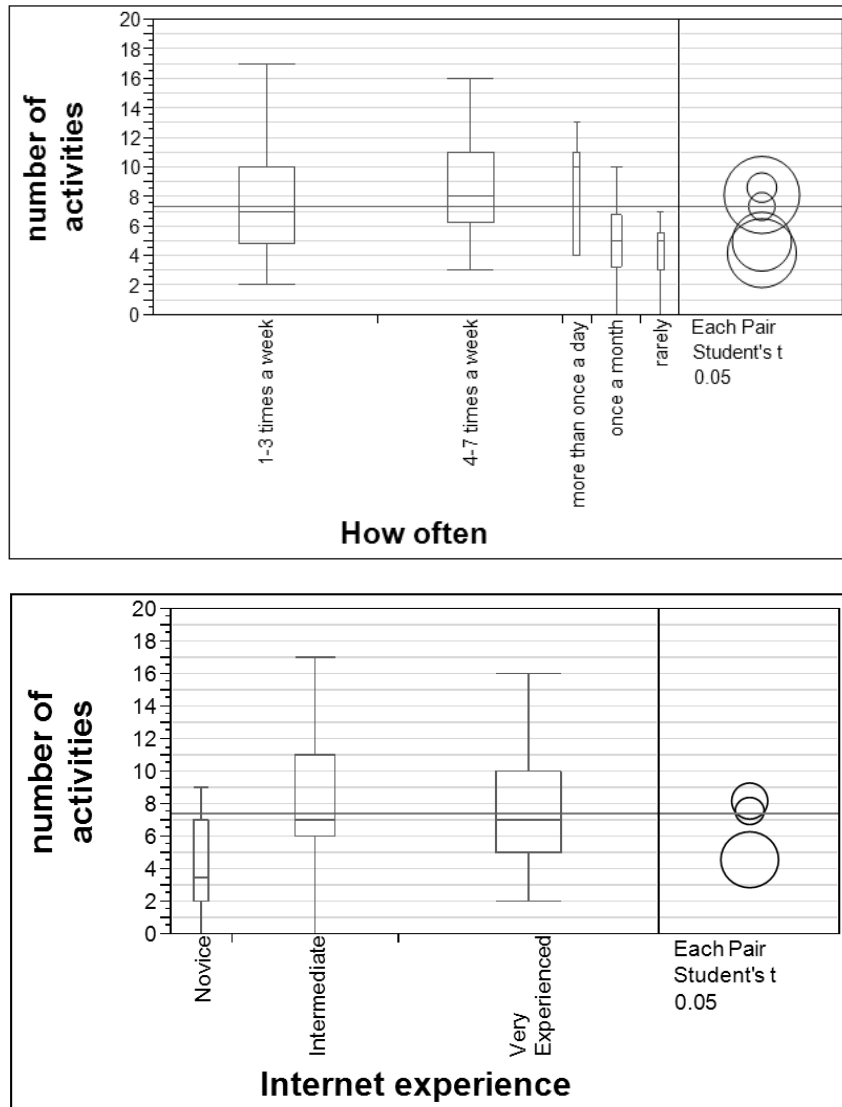 number of
activities
20
18
16
14
12
10
8
6
4
2
0
1-3 times a week
4-7 times a week
more than once a day
once a month
rarely
Each Pair
Student's t
0.05
How often
number of
activities
20
18
16
14
12
10
8
6
4
2
0
Novice
Intermediate
Very
Experienced
Each Pair
Student's t
0.05
Internet experience